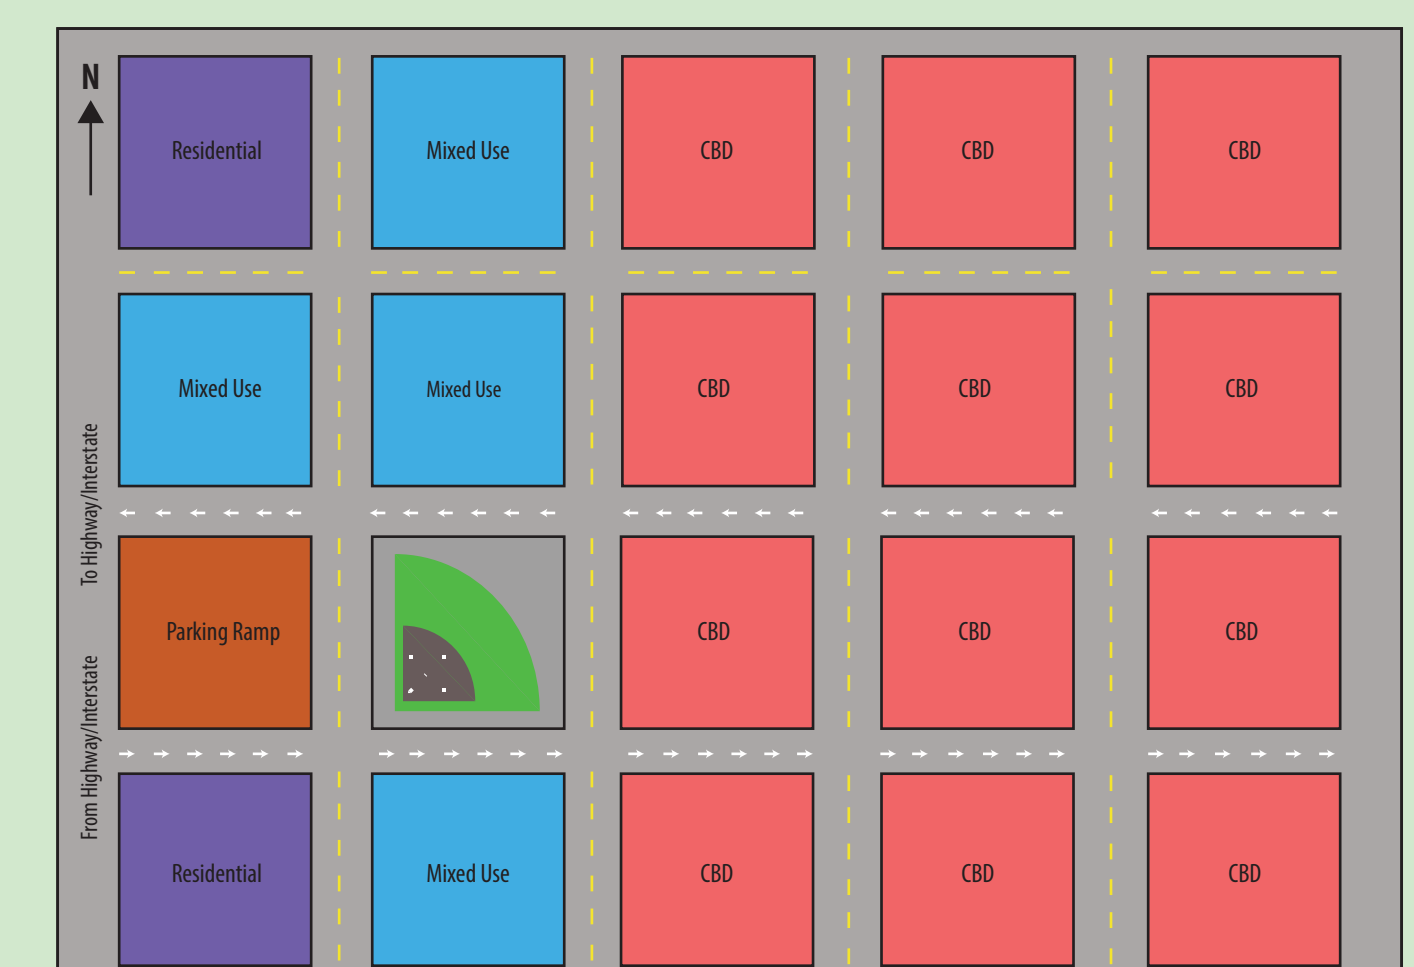 N
Residential
Mixed Use
CBD
CBD
CBD
Mixed Use
Mixed Use
CBD
CBD
CBD
To Highway/Interstate
Parking Ramp
CBD
CBD
CBD
From Highway/Interstate
Residential
Mixed Use
CBD
CBD
CBD